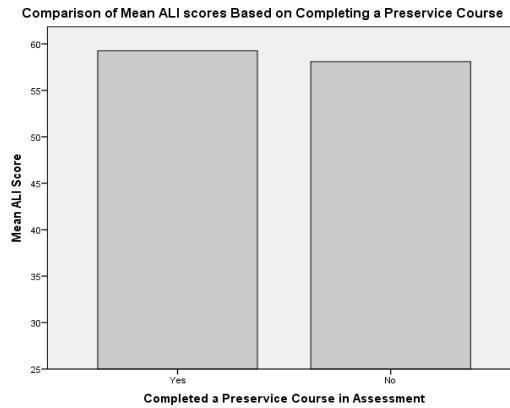 Comparison of Mean ALI scores Based on Completing a Preservice Course
60
55
50
45
40
35
30
25
Mean ALI Score
Yes
No
Completed a Preservice Course in Assessment